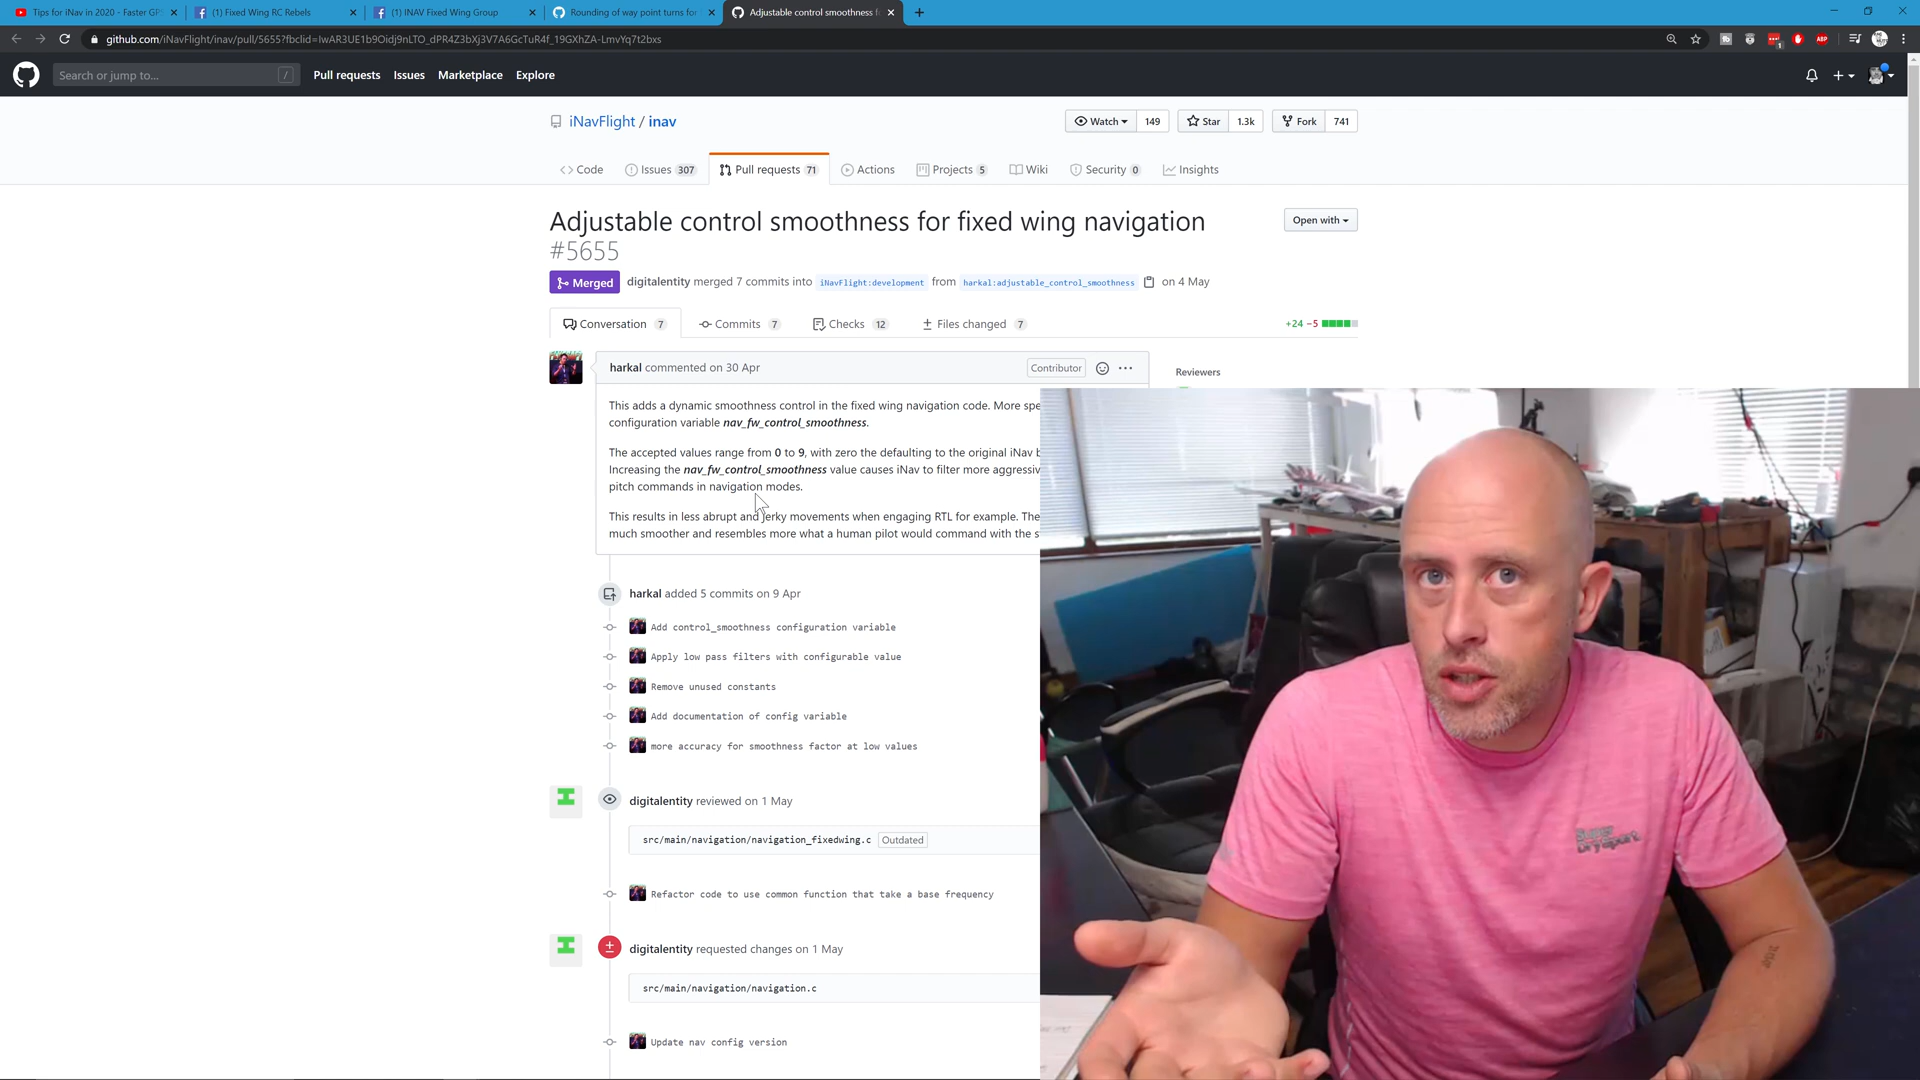 Tips for iNav in 2020 - Faster GP
(1) Fixed Wing RC Rebels
(1) INAV Fixed Wing Group
Rounding of way point turns for
Adjustable control smoothness f
github.com/iNavFlight/inav/pull/5655?fbclid=IwAR3UE1b9Oidj9nLTO_dPR4Z3bXj3V7A6GcTuR4f_19GXhZA-LmvYq7t2bxs
ABP
Search or jump to...
/
Pull requests
Issues
Marketplace
Explore
iNavFlight / inav
Watch 149
Star 1.3k
Fork 741
Code
Issues 307
Pull requests 71
Actions
Projects 5
Wiki
Security 0
Insights
Adjustable control smoothness for fixed wing navigation
#5655
Open with
Merged digitalentity merged 7 commits into iNavFlight:development from harkal:adjustable_control_smoothness on 4 May
Conversation 7
Commits 7
Checks 12
Files changed 7
+24 −5
harkal commented on 30 Apr
Contributor
Reviewers
This adds a dynamic smoothness control in the fixed wing navigation code. More spe
configuration variable nav_fw_control_smoothness.
The accepted values range from 0 to 9, with zero the defaulting to the original iNav b
Increasing the nav_fw_control_smoothness value causes iNav to filter more aggressiv
pitch commands in navigation modes.
This results in less abrupt and jerky movements when engaging RTL for example. The
much smoother and resembles more what a human pilot would command with the s
harkal added 5 commits on 9 Apr
Add control_smoothness configuration variable
Apply low pass filters with configurable value
Remove unused constants
Add documentation of config variable
more accuracy for smoothness factor at low values
digitalentity reviewed on 1 May
src/main/navigation/navigation_fixedwing.c Outdated
Refactor code to use common function that take a base frequency
digitalentity requested changes on 1 May
src/main/navigation/navigation.c
Update nav config version